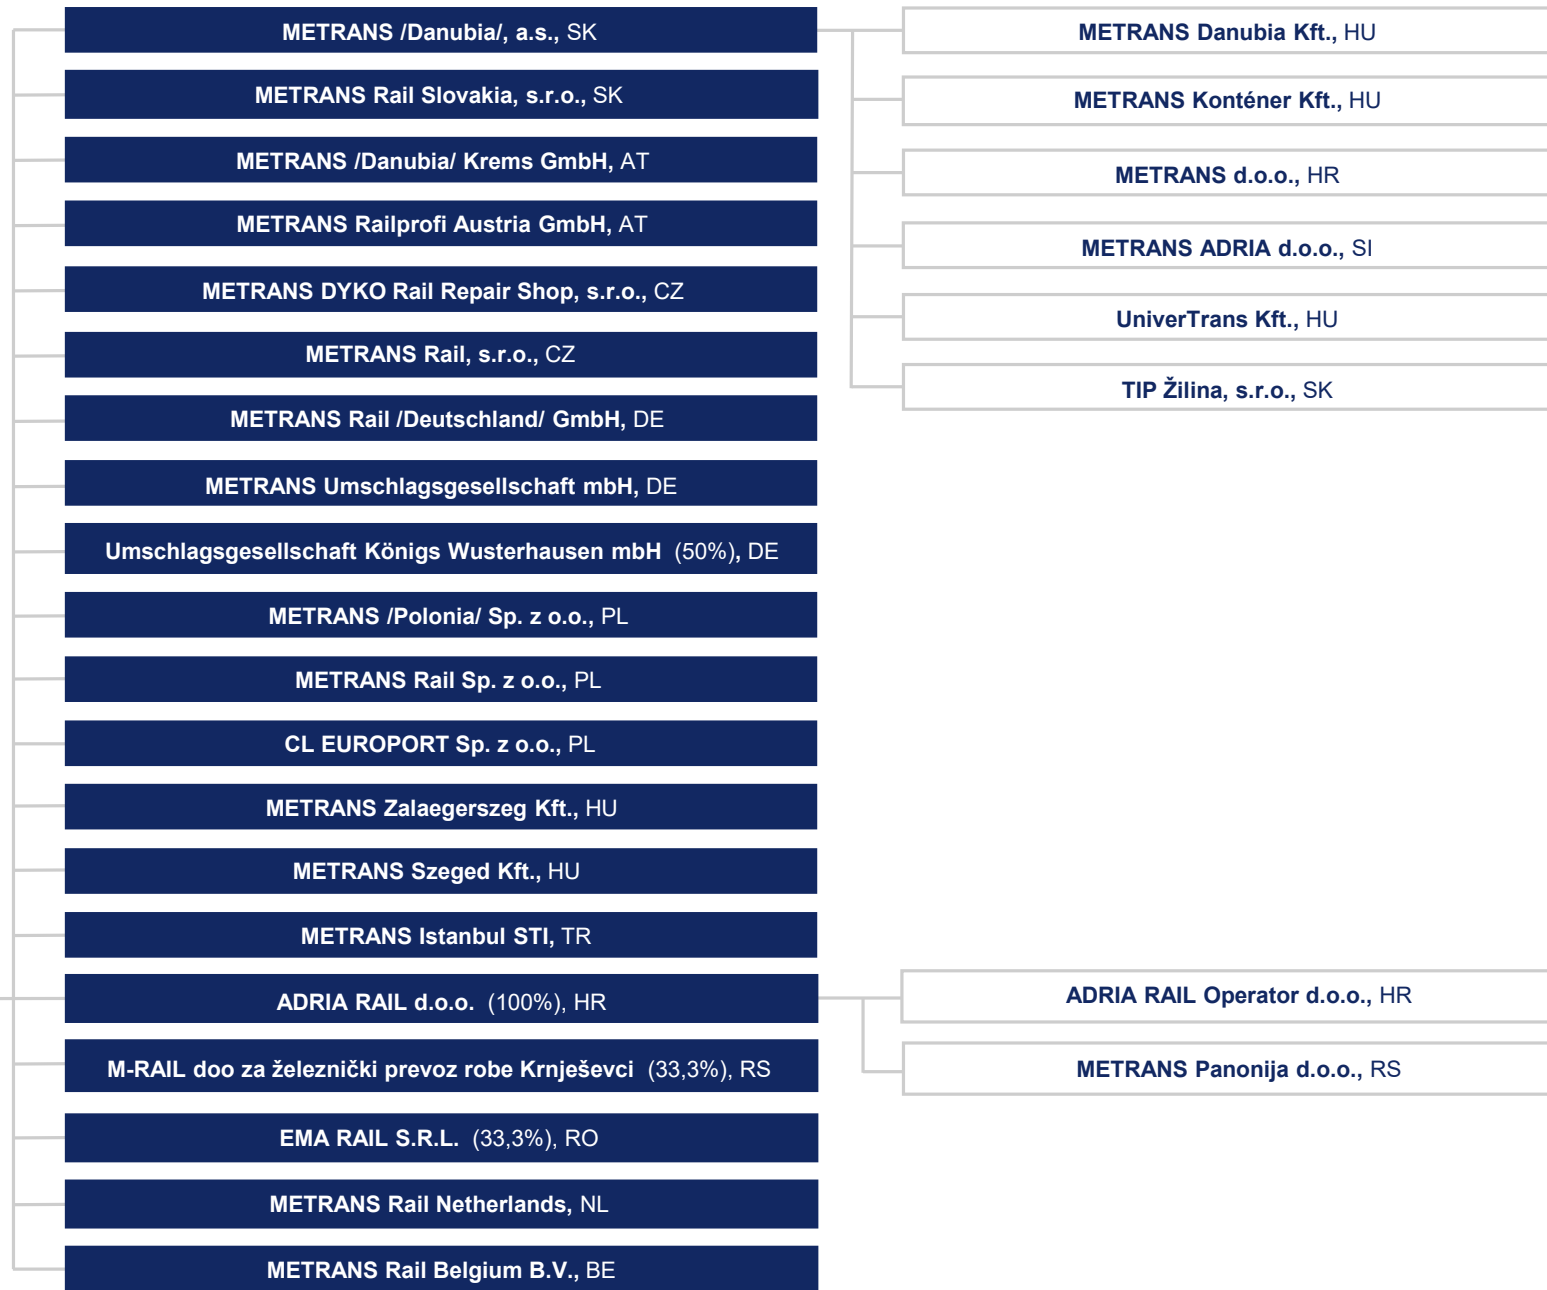 METRANS /Danubia/, a.s., SK
METRANS Rail Slovakia, s.r.o., SK
METRANS /Danubia/ Krems GmbH, AT
METRANS Railprofi Austria GmbH, AT
METRANS DYKO Rail Repair Shop, s.r.o., CZ
METRANS Rail, s.r.o., CZ
METRANS Rail /Deutschland/ GmbH, DE
METRANS Umschlagsgesellschaft mbH, DE
Umschlagsgesellschaft Königs Wusterhausen mbH (50%), DE
METRANS /Polonia/ Sp. z o.o., PL
METRANS Rail Sp. z o.o., PL
CL EUROPORT Sp. z o.o., PL
METRANS Zalaegerszeg Kft., HU
METRANS Szeged Kft., HU
METRANS Istanbul STI, TR
ADRIA RAIL d.o.o. (100%), HR
M-RAIL doo za železnički prevoz robe Krnješevci (33,3%), RS
EMA RAIL S.R.L. (33,3%), RO
METRANS Rail Netherlands, NL
METRANS Rail Belgium B.V., BE
METRANS Danubia Kft., HU
METRANS Konténer Kft., HU
METRANS d.o.o., HR
METRANS ADRIA d.o.o., SI
UniverTrans Kft., HU
TIP Žilina, s.r.o., SK
ADRIA RAIL Operator d.o.o., HR
METRANS Panonija d.o.o., RS